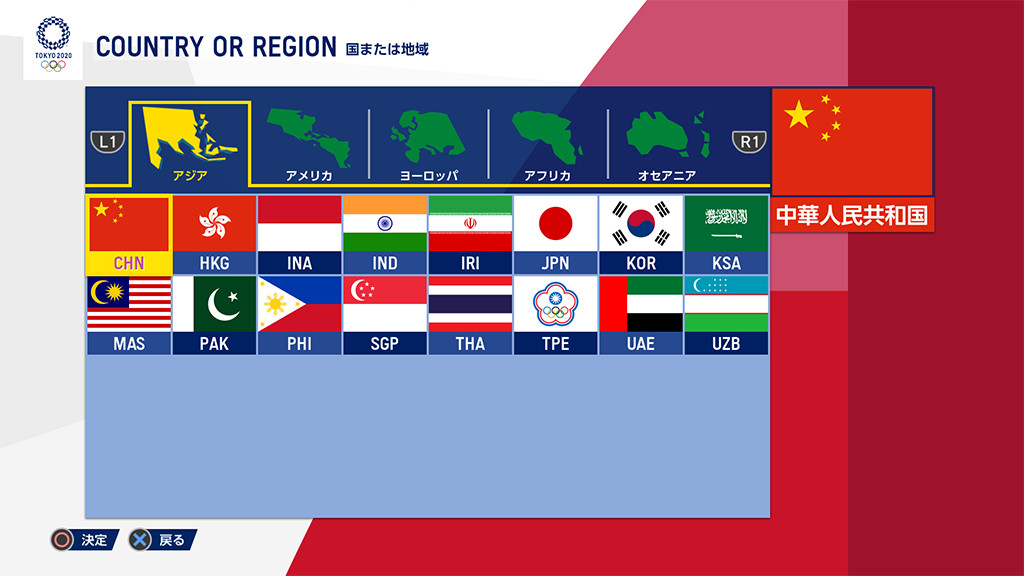 TOKYO 2020
COUNTRY OR REGION 国または地域
L1
アジア
アメリカ
ヨーロッパ
アフリカ
オセアニア
R1
中華人民共和国
CHN HKG INA IND IRI JPN KOR KSA
MAS PAK PHI SGP THA TPE UAE UZB
決定 戻る